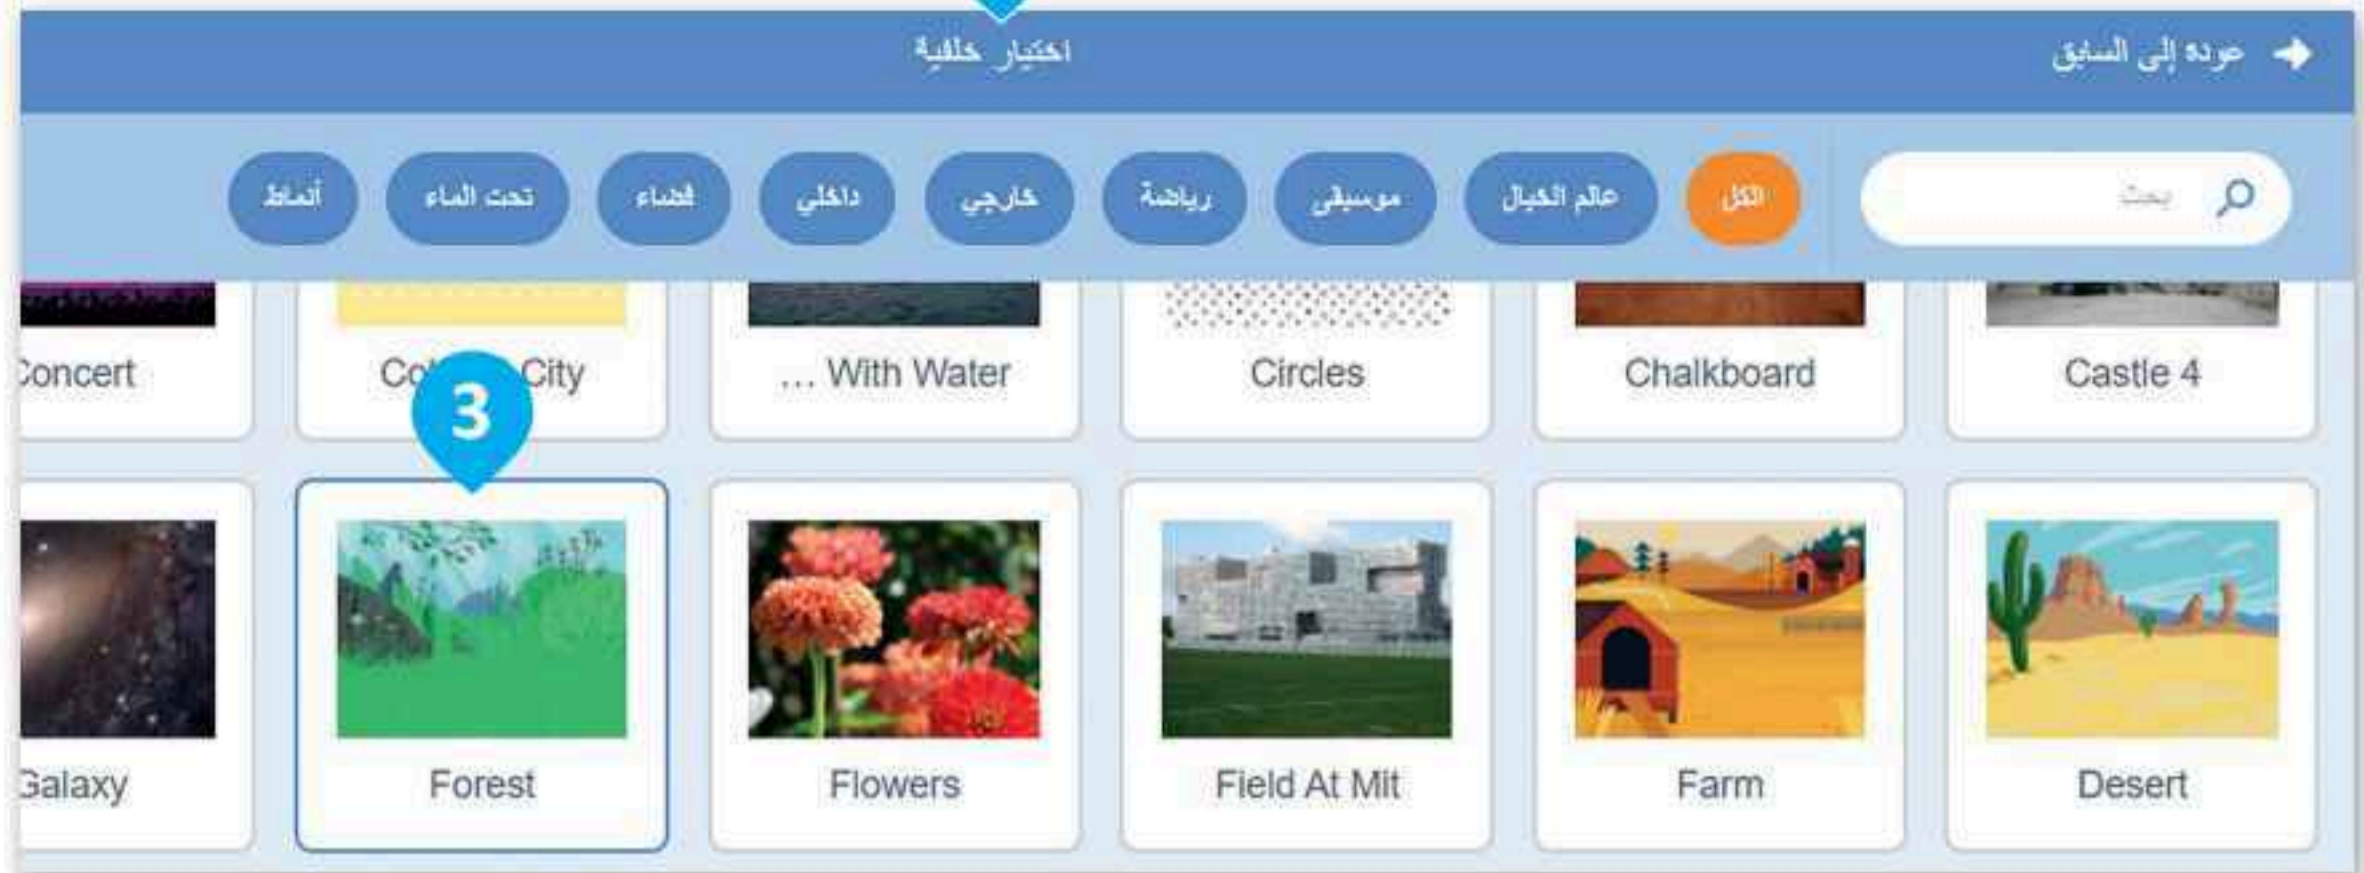 عودة إلى السابق
اختيار خلفية
بحث
الكل
عالم الخيال
موسيقى
رياضة
خارجي
داخلي
فضاء
تحت الماء
أنماط
Castle 4
Chalkboard
Circles
... With Water
City
Concert
3
Desert
Farm
Field At Mit
Flowers
Forest
Galaxy